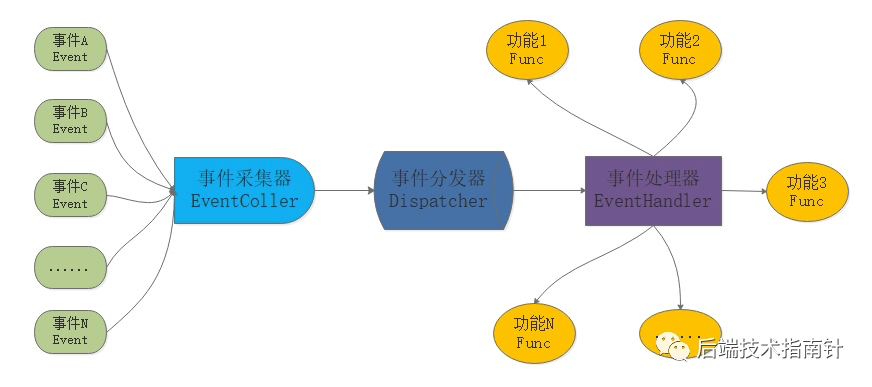 事件A
Event
事件B
Event
事件C
Event
......
事件N
Event
事件采集器
EventColler
事件分发器
Dispatcher
事件处理器
EventHandler
功能1
Func
功能2
Func
功能3
Func
功能N
Func
......
后端技术指南针